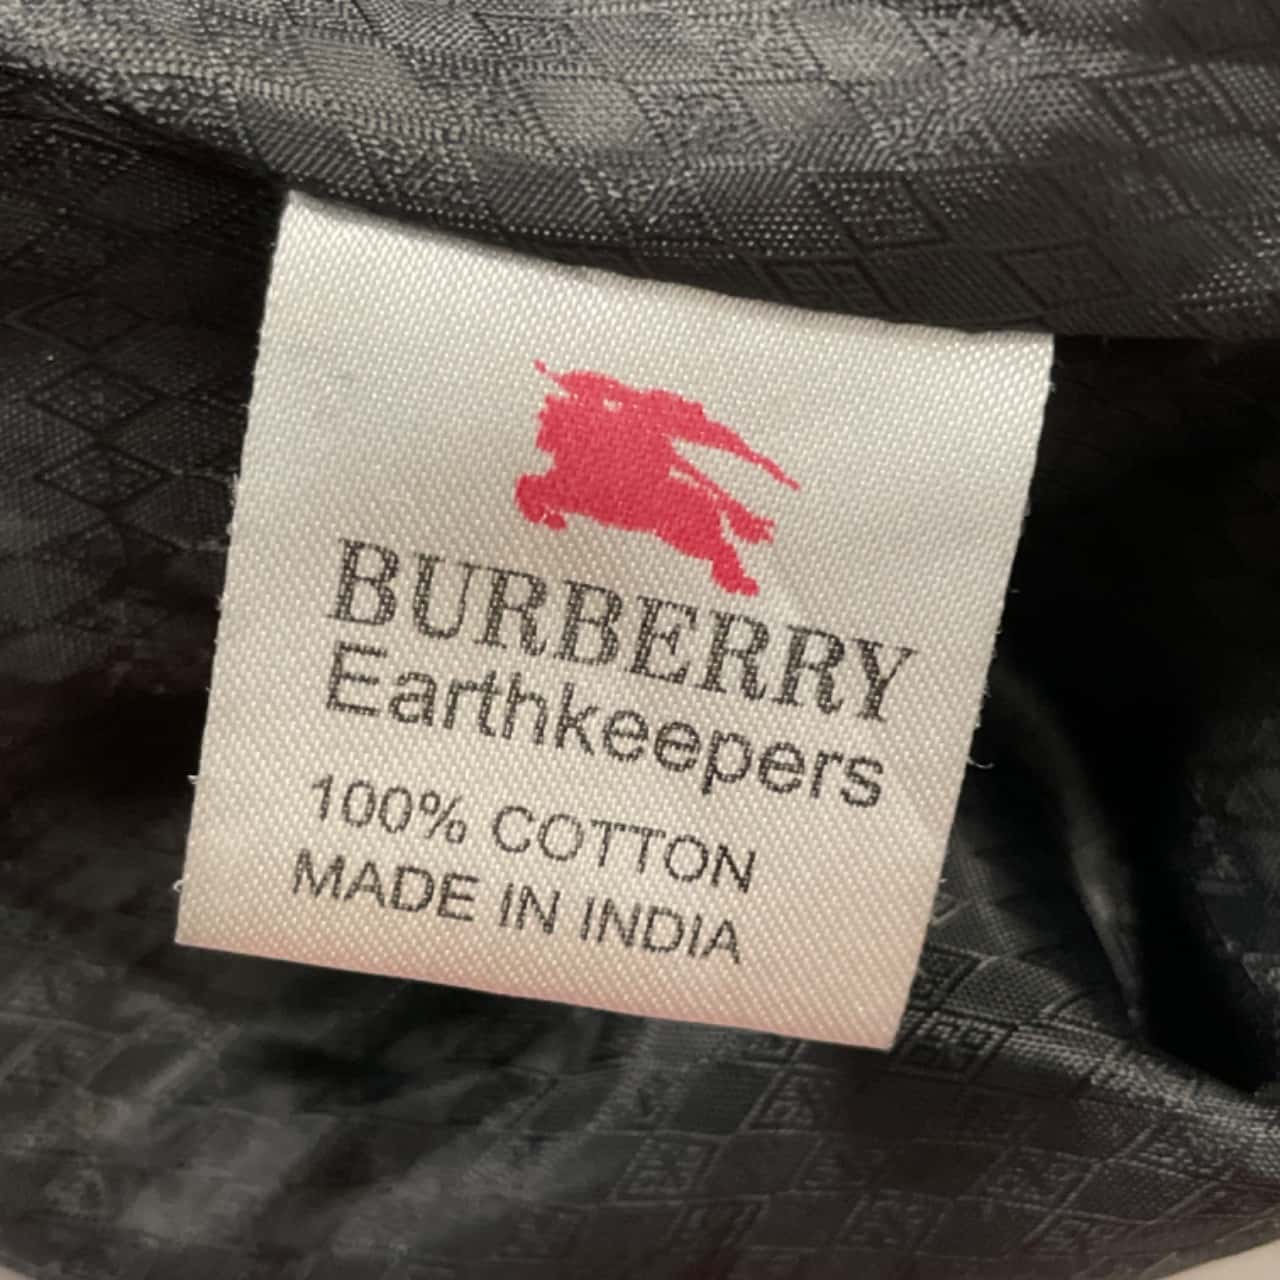 BURBERRY
Earthkeepers
100% COTTON
MADE IN INDIA